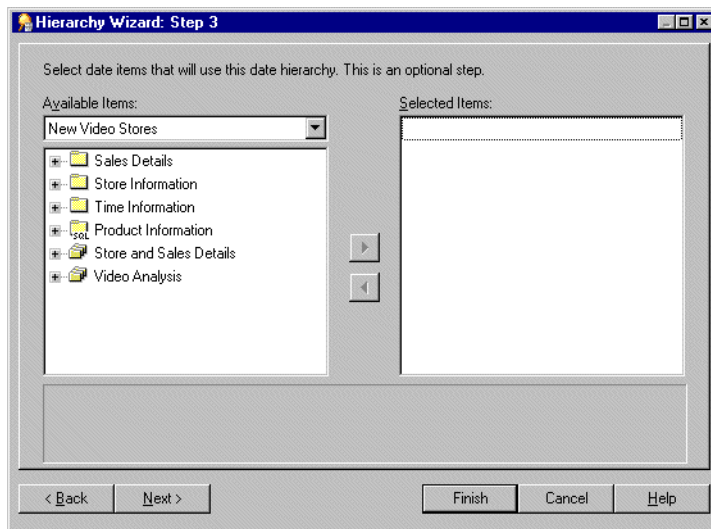 Hierarchy Wizard: Step 3
Select date items that will use this date hierarchy. This is an optional step.
Available Items:
Selected Items:
New Video Stores
Sales Details
Store Information
Time Information
SQL Product Information
Store and Sales Details
Video Analysis
< Back Next > Finish Cancel Help